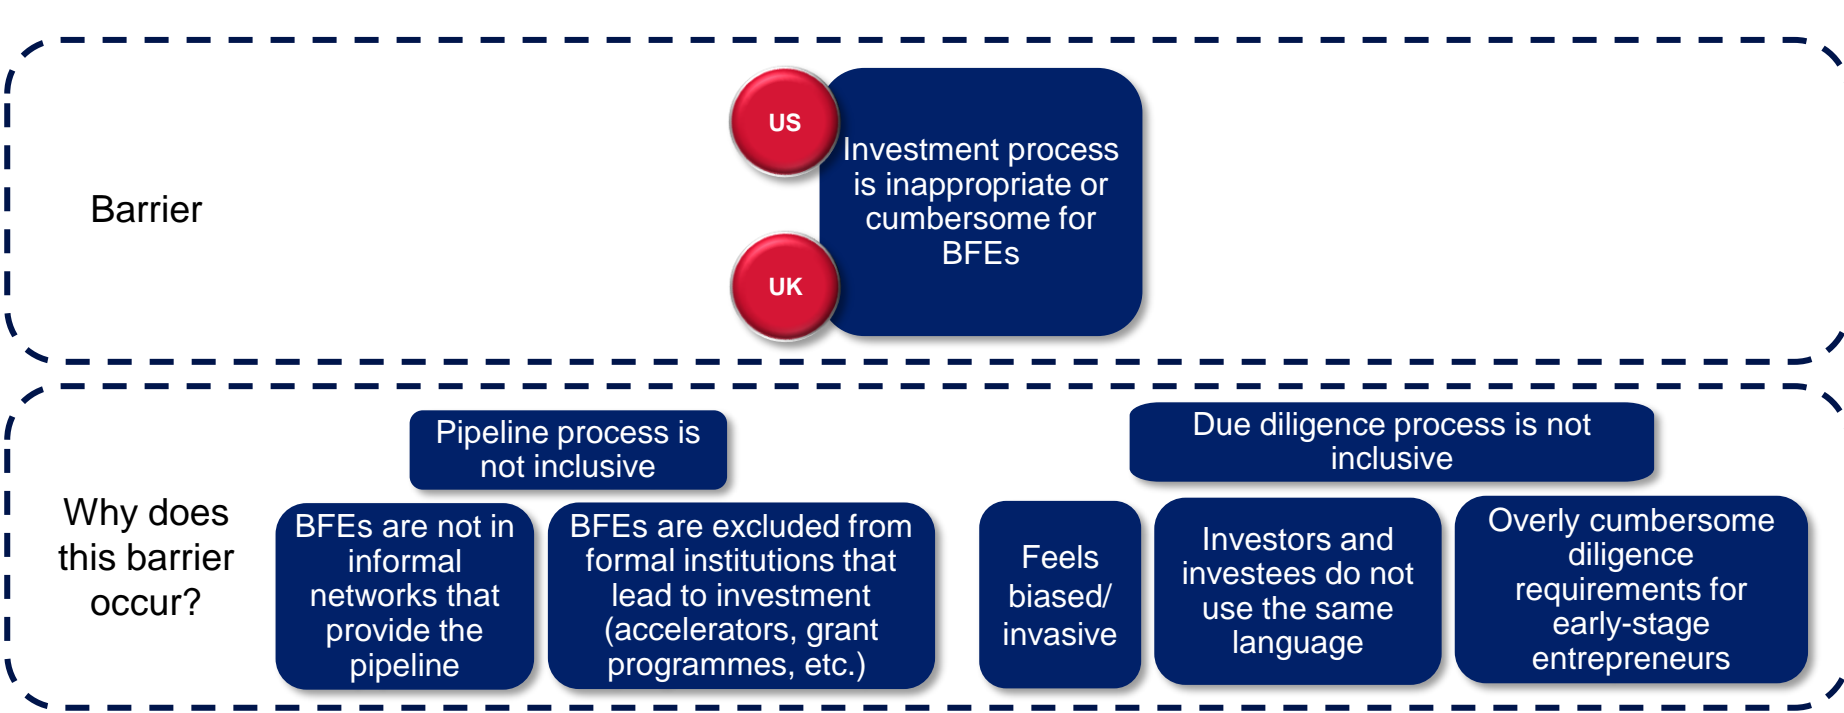 Barrier
US
UK
Investment process
is inappropriate or
cumbersome for
BFEs
Why does
this barrier
occur?
Pipeline process is
not inclusive
BFEs are not in
informal
networks that
provide the
pipeline
BFEs are excluded from
formal institutions that
lead to investment
(accelerators, grant
programmes, etc.)
Due diligence process is not
inclusive
Feels
biased/
invasive
Investors and
investees do not
use the same
language
Overly cumbersome
diligence
requirements for
early-stage
entrepreneurs